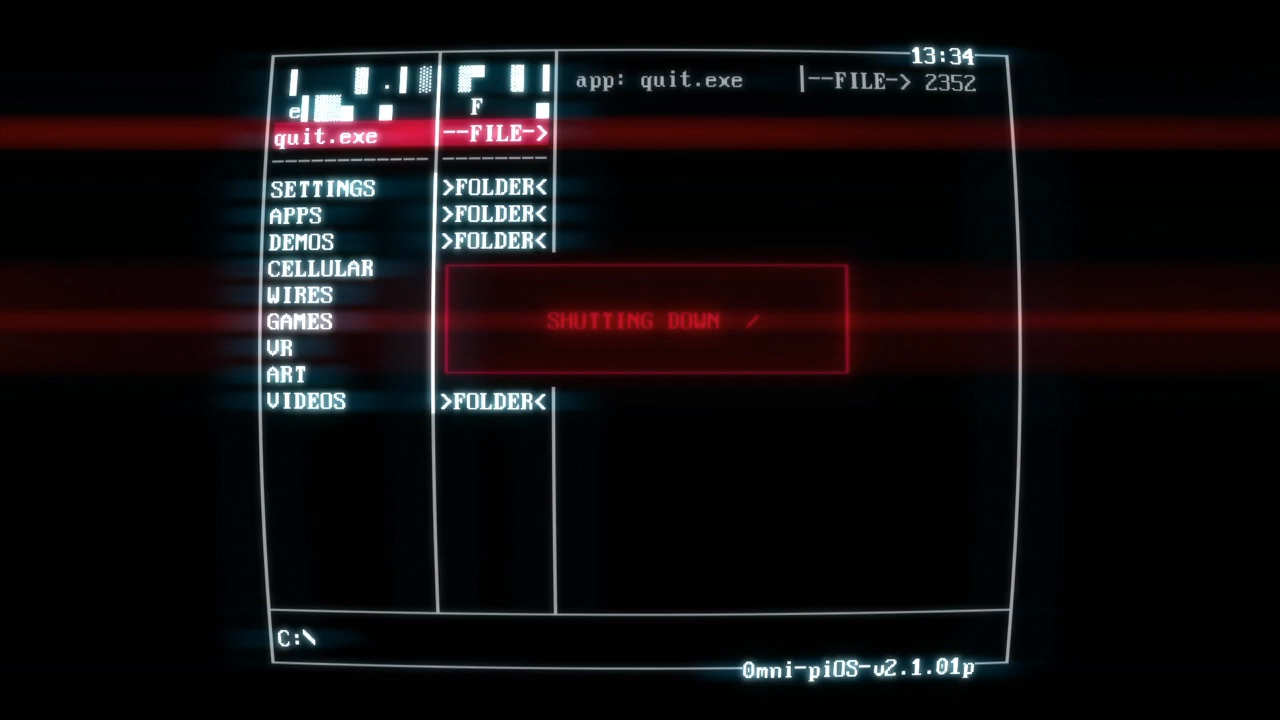 13:34
app: quit.exe |--FILE-> 2352
e F
quit.exe --FILE->
------------ --------
SETTINGS >FOLDER<
APPS >FOLDER<
DEMOS >FOLDER<
CELLULAR
WIRES
GAMES
SHUTTING DOWN /
VR
ART
VIDEOS >FOLDER<
C:\
Omni-piOS-v2.1.01p